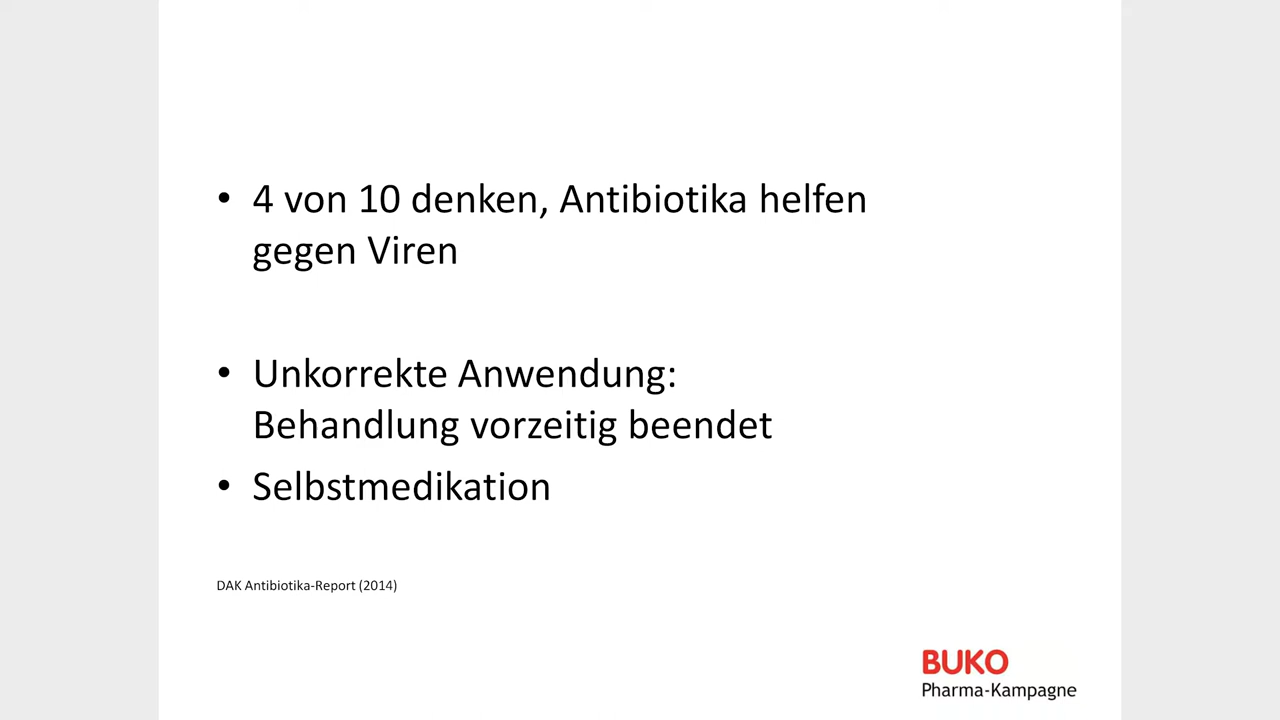 • 4 von 10 denken, Antibiotika helfen
gegen Viren
• Unkorrekte Anwendung:
Behandlung vorzeitig beendet
• Selbstmedikation
DAK Antibiotika-Report (2014)
BUKO
Pharma-Kampagne